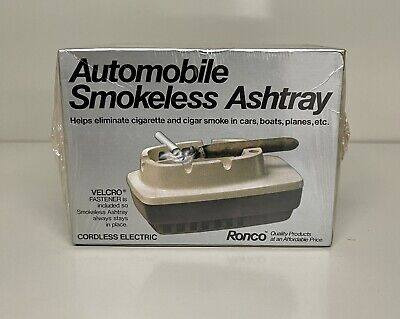 Automobile
Smokeless Ashtray
Helps eliminate cigarette and cigar smoke in cars, boats, planes, etc.
VELCRO®
FASTENER is
included so
Smokeless Ashtray
always stays
in place.
CORDLESS ELECTRIC
Ronco® Quality Products
at an Affordable Price.